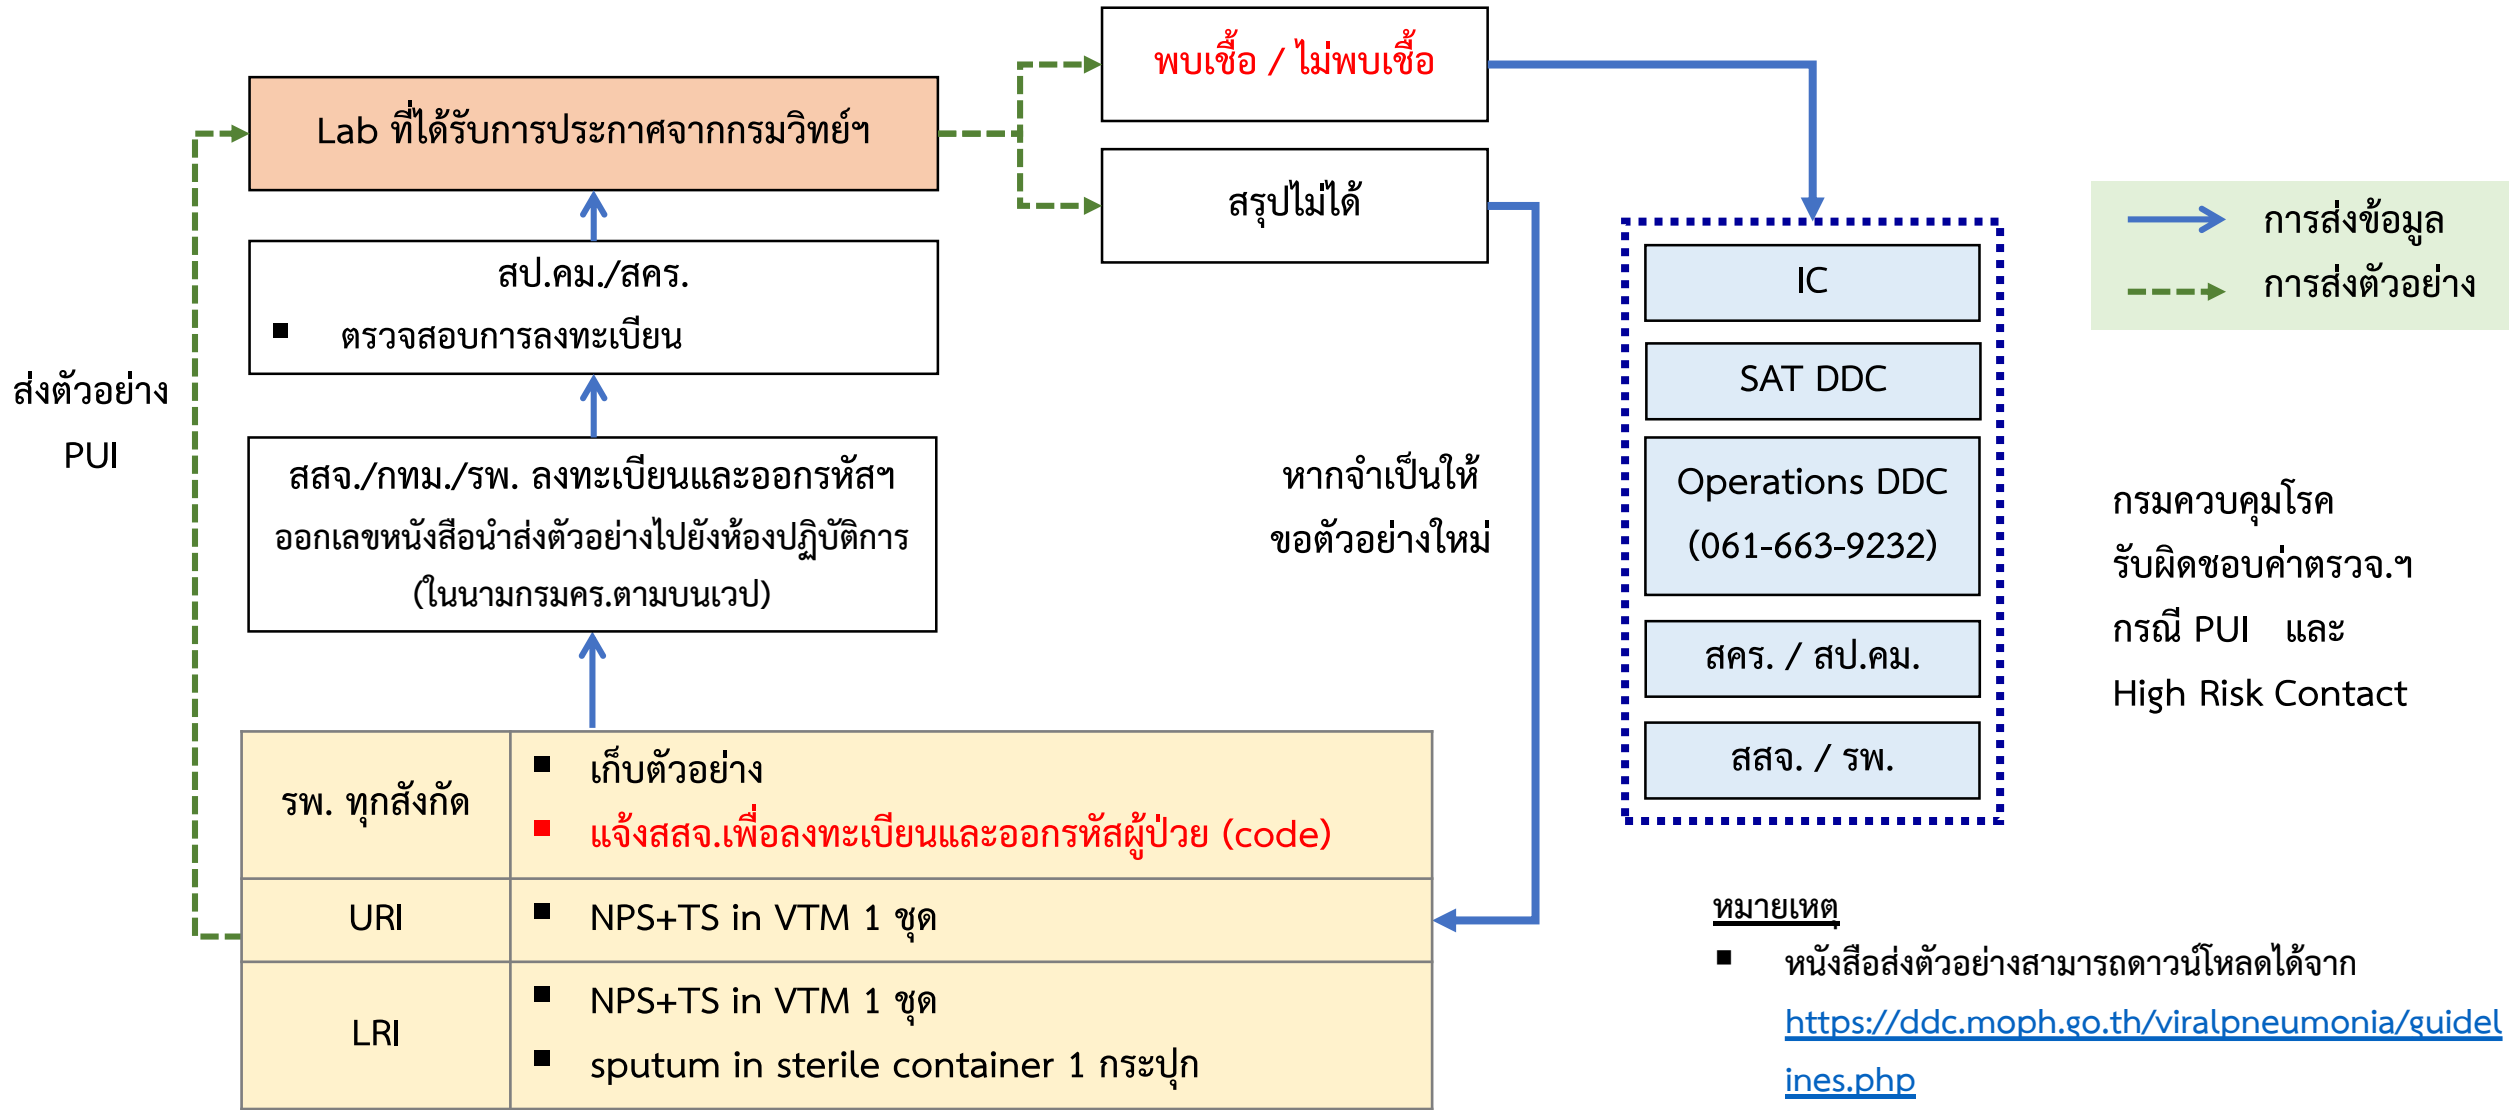 พบเชื้อ / ไม่พบเชื้อ
Lab ที่ได้รับการประกาศจากกรมวิทย์ฯ
สรุปไม่ได้
การส่งข้อมูล
การส่งตัวอย่าง
สป.คม./สคร.
▪ ตรวจสอบการลงทะเบียน
ส่งตัวอย่าง
PUI
สสจ./กทม./รพ. ลงทะเบียนและออกรหัสฯ
ออกเลขหนังสือนำส่งตัวอย่างไปยังห้องปฏิบัติการ
(ในนามกรมคร.ตามบนเวป)
หากจำเป็นให้
ขอตัวอย่างใหม่
IC
SAT DDC
Operations DDC
(061-663-9232)
สคร. / สป.คม.
สสจ. / รพ.
กรมควบคุมโรค
รับผิดชอบค่าตรวจ.ฯ
กรณี PUI และ
High Risk Contact
รพ. ทุกสังกัด
▪ เก็บตัวอย่าง
▪ แจ้งสสจ.เพื่อลงทะเบียนและออกรหัสผู้ป่วย (code)
URI
▪ NPS+TS in VTM 1 ชุด
LRI
▪ NPS+TS in VTM 1 ชุด
▪ sputum in sterile container 1 กระปุก
หมายเหตุ
▪ หนังสือส่งตัวอย่างสามารถดาวน์โหลดได้จาก
https://ddc.moph.go.th/viralpneumonia/guidel
ines.php